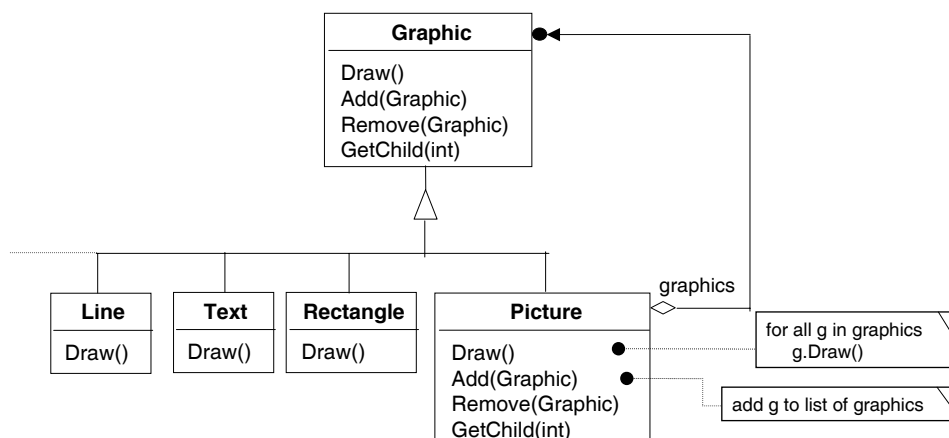 Graphic
Draw()
Add(Graphic)
Remove(Graphic)
GetChild(int)
graphics
Line
Draw()
Text
Draw()
Rectangle
Draw()
Picture
Draw()
Add(Graphic)
Remove(Graphic)
GetChild(int)
for all g in graphics
g.Draw()
add g to list of graphics